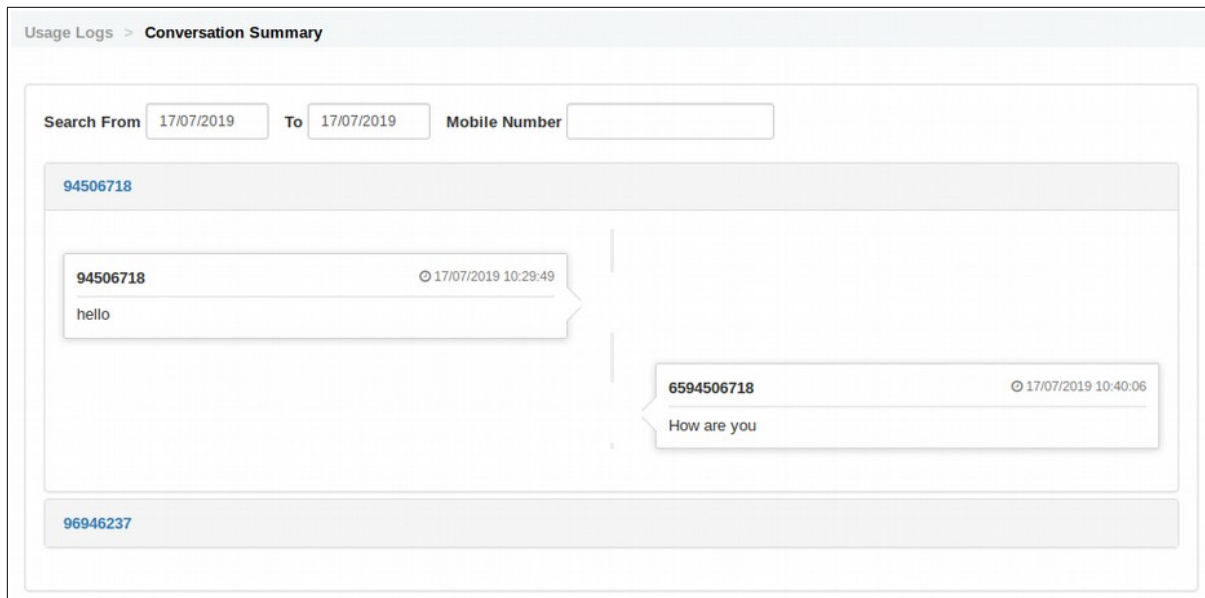 Usage Logs > Conversation Summary
Search From 17/07/2019 To 17/07/2019 Mobile Number
94506718
94506718 17/07/2019 10:29:49
hello
6594506718 17/07/2019 10:40:06
How are you
96946237